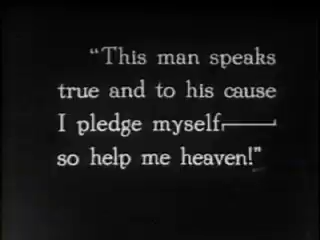 “This man speaks
true and to his cause
I pledge myself——
so help me heaven!”